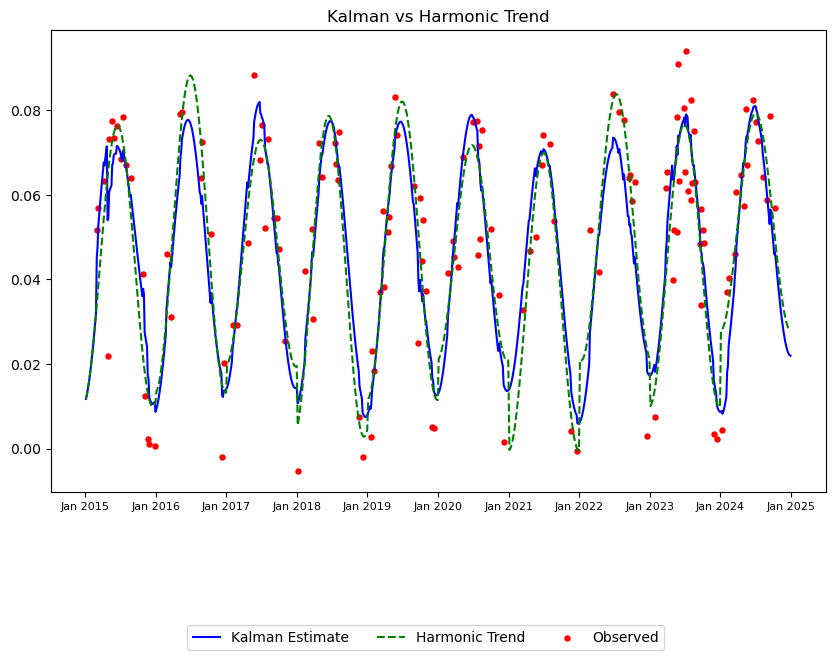 Kalman vs Harmonic Trend
0.08
0.06
0.04
0.02
0.00
Jan 2015 Jan 2016 Jan 2017 Jan 2018 Jan 2019 Jan 2020 Jan 2021 Jan 2022 Jan 2023 Jan 2024 Jan 2025
Kalman Estimate Harmonic Trend Observed